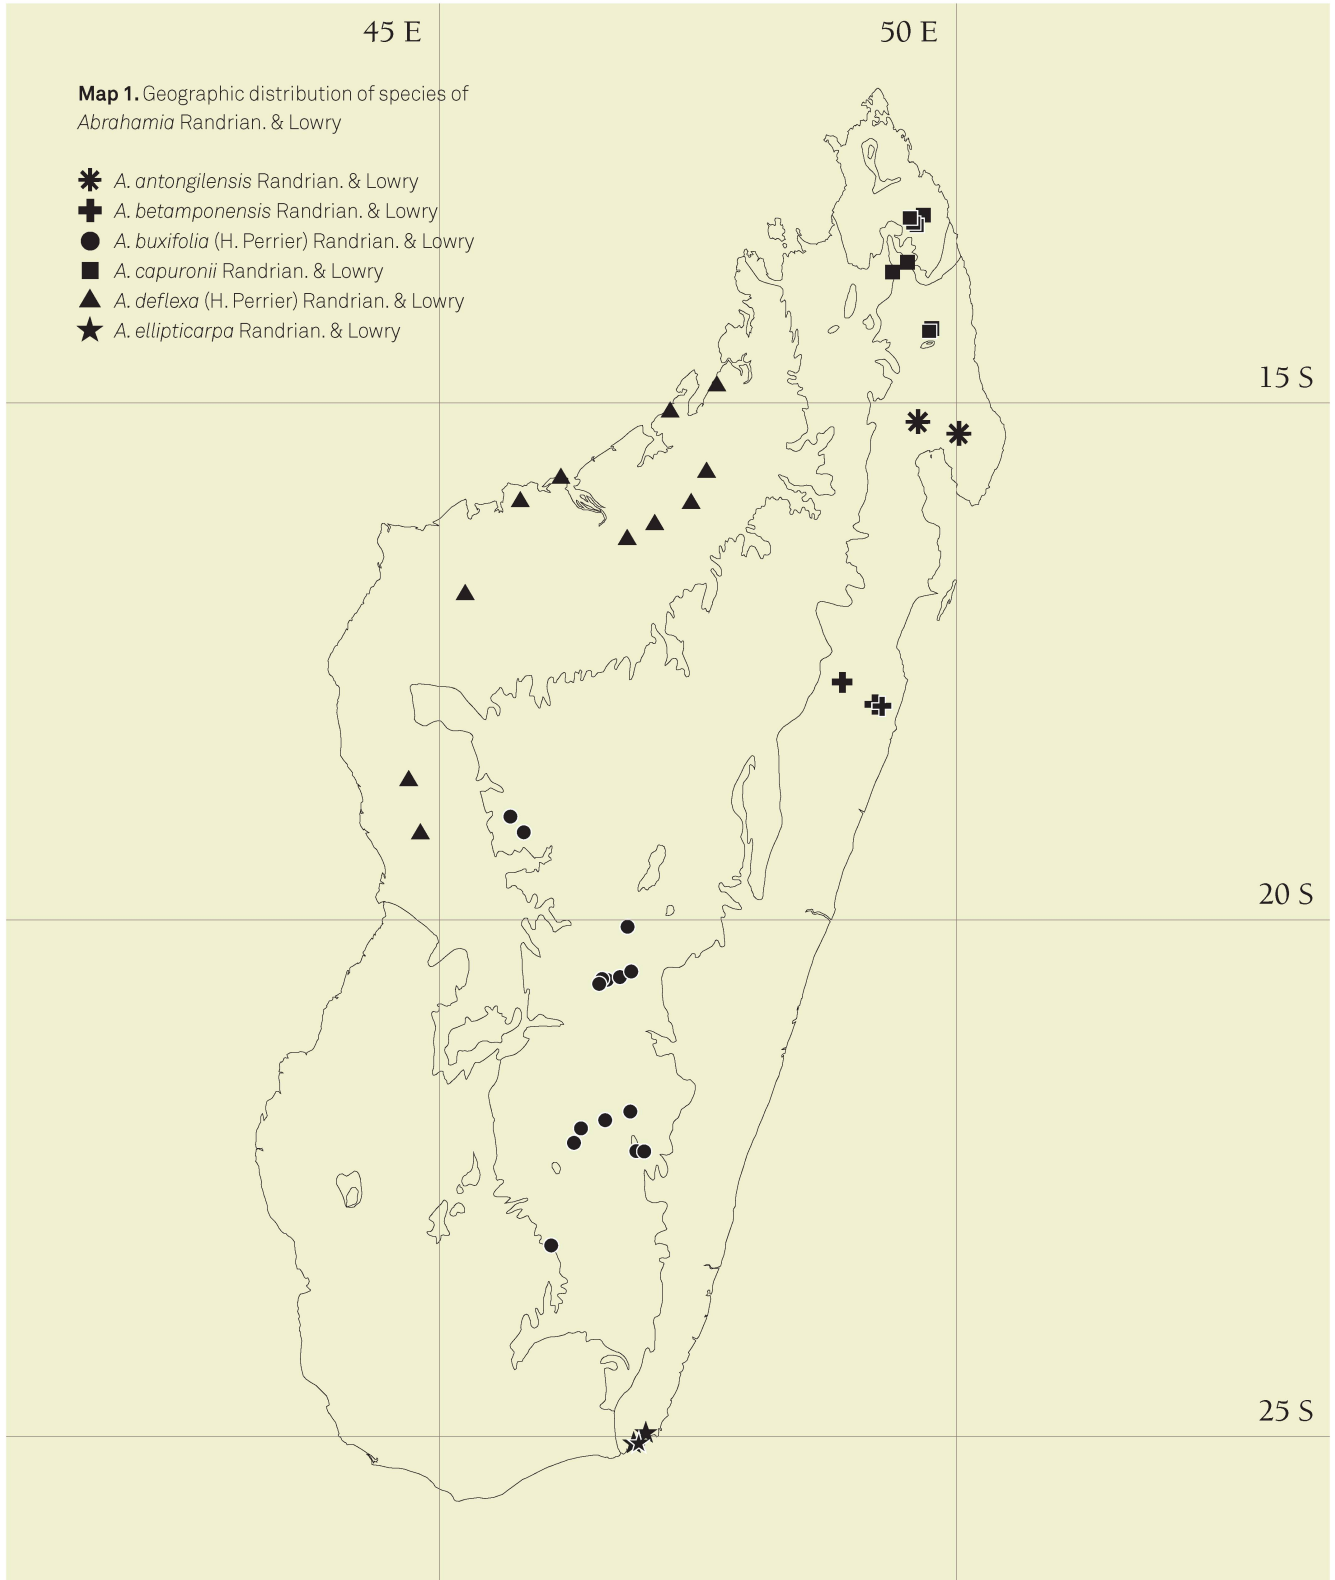 45 E
50 E
Map 1. Geographic distribution of species of
Abrahamia Randrian. & Lowry
A. antongilensis Randrian. & Lowry
A. betamponensis Randrian. & Lowry
A. buxifolia (H. Perrier) Randrian. & Lowry
A. capuronii Randrian. & Lowry
A. deflexa (H. Perrier) Randrian. & Lowry
A. ellipticarpa Randrian. & Lowry
15 S
20 S
25 S